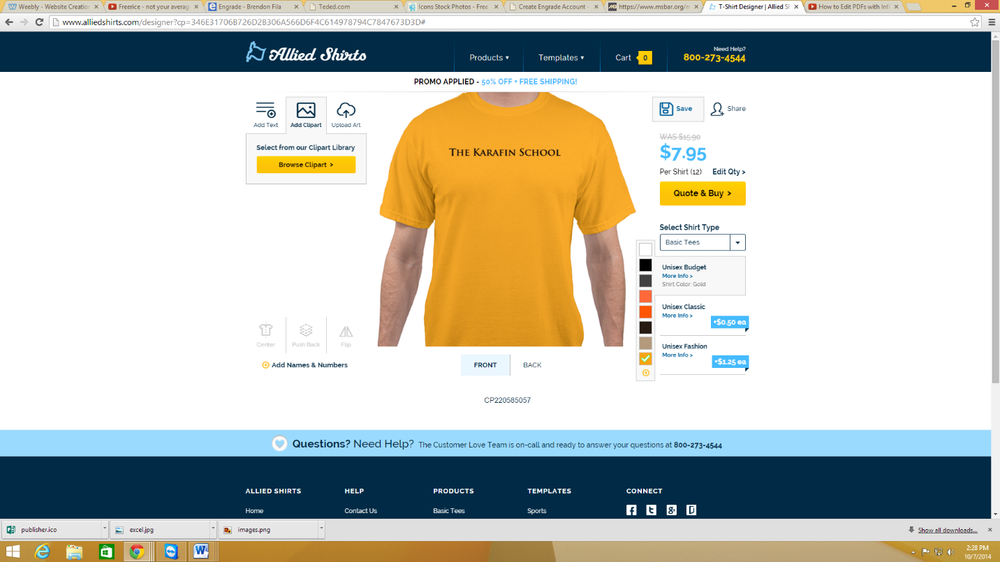 Weebly - Website Creation
Freerice - not your averag
Engrade - Brendon Fila
Teded.com
Icons Stock Photos - Free
Create Engrade Account -
https://www.msbar.org/m
T-Shirt Designer | Allied Sh
How to Edit PDFs with Infi
www.alliedshirts.com/designer?cp=346E31706B726D2B306A566D6F4C614978794C7847673D3D#
Allied Shirts
Products
Templates
Cart
0
Need Help?
800-273-4544
PROMO APPLIED - 50% OFF + FREE SHIPPING!
Add Text
Add Clipart
Upload Art
Select from our Clipart Library
Browse Clipart >
The Karafin School
Save
Share
WAS $15.90
$7.95
Per Shirt (12)
Edit Qty >
Quote & Buy >
Select Shirt Type
Basic Tees
Unisex Budget
More Info >
Shirt Color: Gold
Unisex Classic
More Info >
+$0.50 ea
Unisex Fashion
More Info >
+$1.25 ea
Center
Push Back
Flip
Add Names & Numbers
FRONT
BACK
CP220585057
Questions? Need Help? The Customer Love Team is on-call and ready to answer your questions at 800-273-4544
ALLIED SHIRTS
HELP
PRODUCTS
TEMPLATES
CONNECT
Home
Contact Us
Basic Tees
Sports
publisher.ico
excel.jpg
images.png
Show all downloads...
2:28 PM
10/7/2014